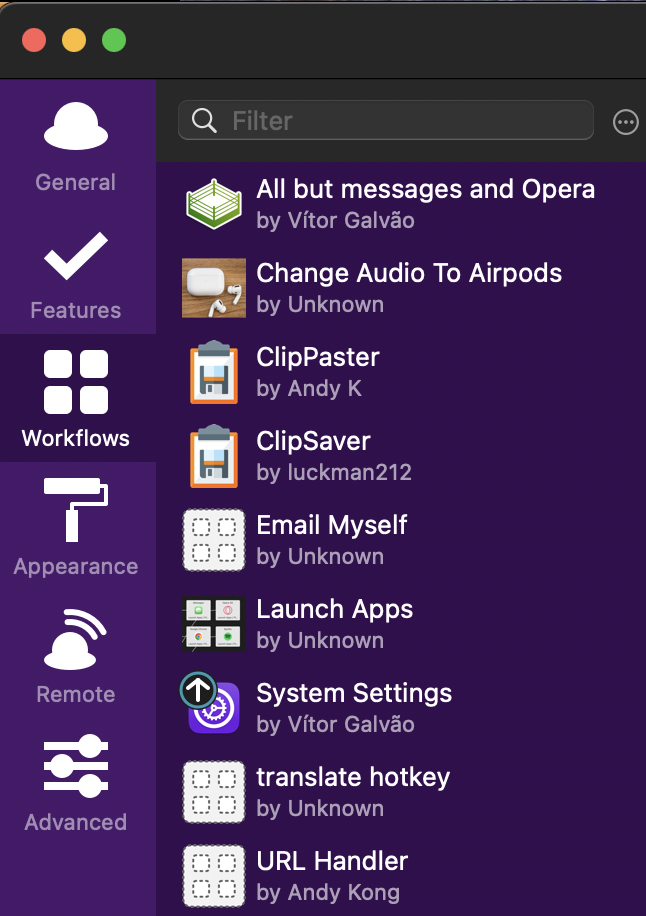 Filter
General
Features
Workflows
Appearance
Remote
Advanced
All but messages and Opera
by Vítor Galvão
Change Audio To Airpods
by Unknown
ClipPaster
by Andy K
ClipSaver
by luckman212
Email Myself
by Unknown
Launch Apps
by Unknown
System Settings
by Vítor Galvão
translate hotkey
by Unknown
URL Handler
by Andy Kong